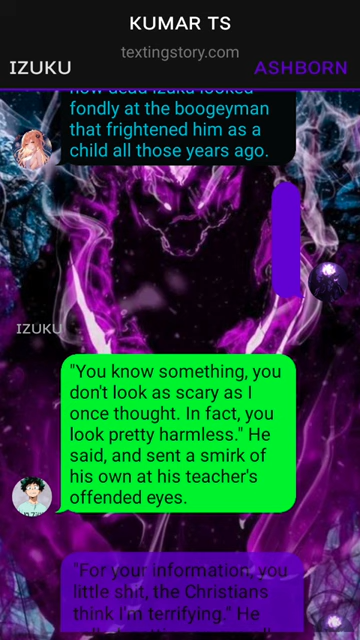 KUMAR TS
textingstory.com
IZUKU
ASHBORN
now dead Izuku looked
fondly at the boogeyman
that frightened him as a
child all those years ago.
IZUKU
"You know something, you
don't look as scary as I
once thought. In fact, you
look pretty harmless." He
said, and sent a smirk of
his own at his teacher's
offended eyes.
"For your information, you
little shit, the Christians
think I'm terrifying." He